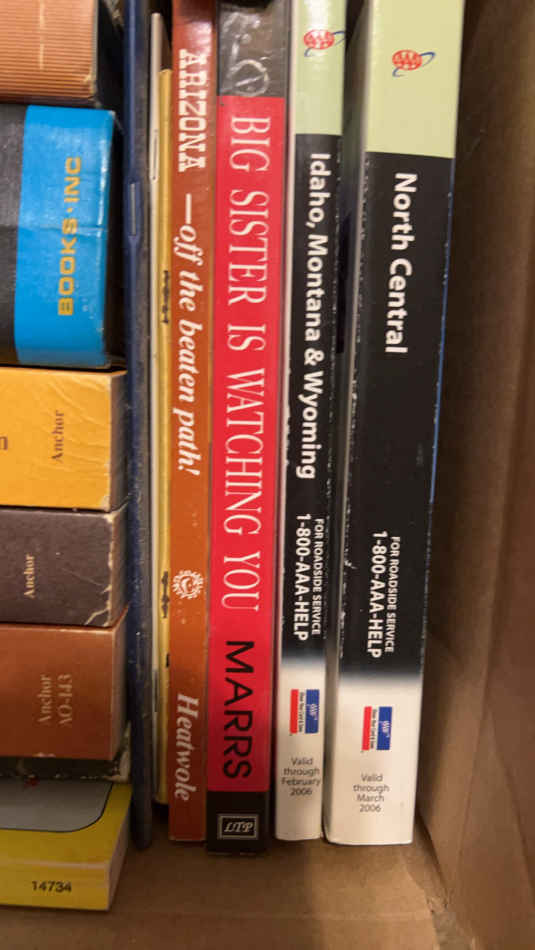 BOOKS·INC
n
Anchor
Anchor
Anchor
AO-143
14734
ARIZONA —off the beaten path!
Heatwole
BIG SISTER IS WATCHING YOU
MARRS
LTP
Idaho, Montana & Wyoming
FOR ROADSIDE SERVICE
1-800-AAA-HELP
Valid
through
February
2006
North Central
FOR ROADSIDE SERVICE
1-800-AAA-HELP
Valid
through
March
2006